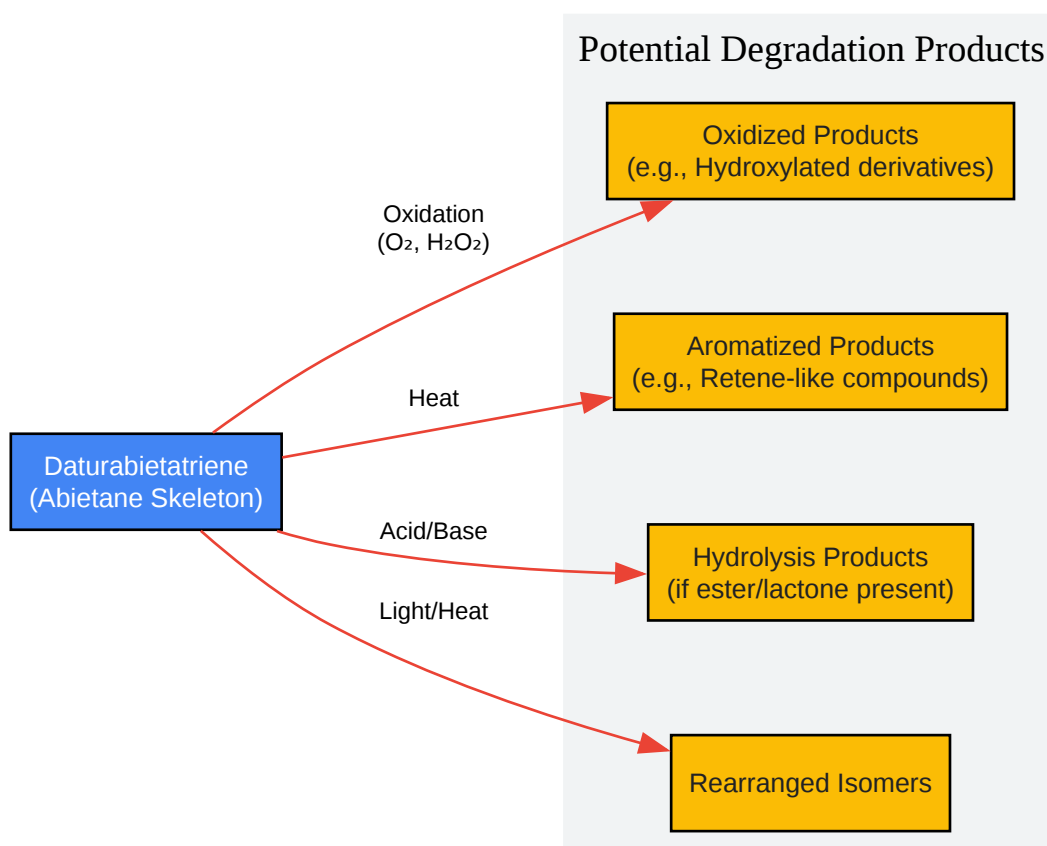 Potential Degradation Products
Oxidized Products
(e.g., Hydroxylated derivatives)
Oxidation
(O₂, H₂O₂)
Aromatized Products
(e.g., Retene-like compounds)
Heat
Daturabietatriene
(Abietane Skeleton)
Acid/Base
Hydrolysis Products
(if ester/lactone present)
Light/Heat
Rearranged Isomers